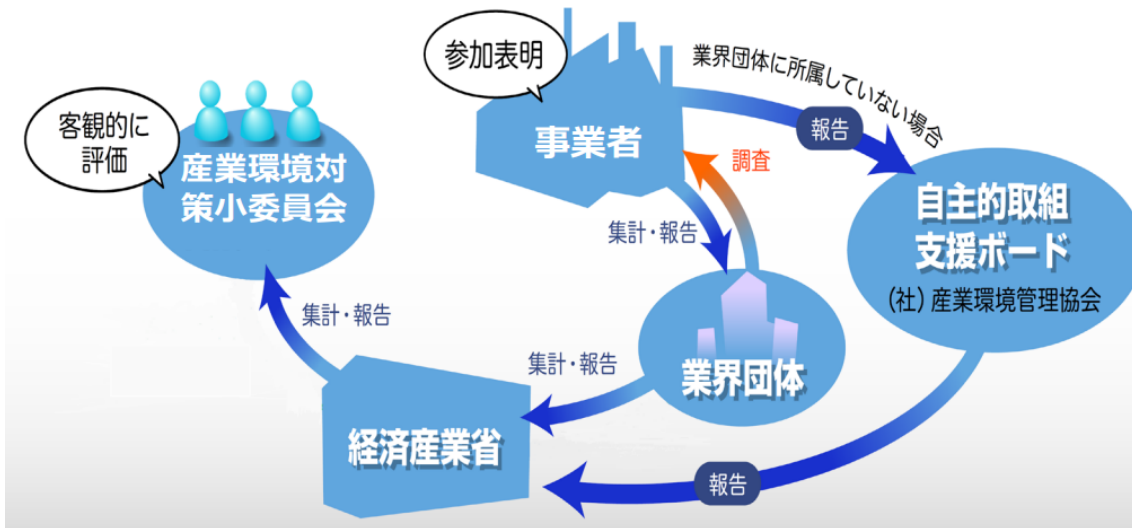 参加表明
業界団体に所属していない場合
客観的に
評価
産業環境対
策小委員会
事業者
報告
調査
自主的取組
支援ボード
(社)産業環境管理協会
集計・報告
集計・報告
集計・報告
業界団体
経済産業省
報告